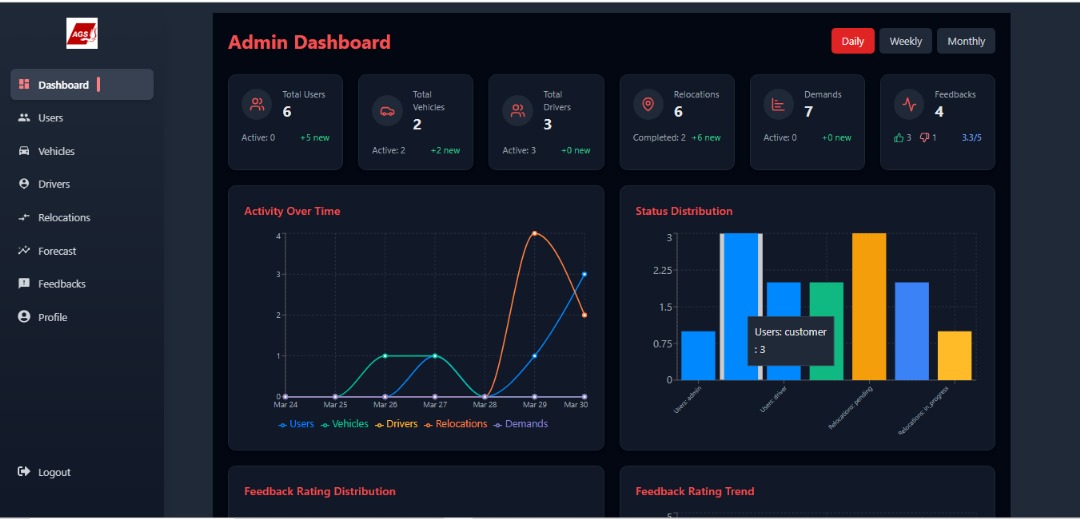 AGS
Dashboard
Users
Vehicles
Drivers
Relocations
Forecast
Feedbacks
Profile
Logout
Admin Dashboard
Daily Weekly Monthly
Total Users
6
Active: 0 +5 new
Total
Vehicles
2
Active: 2 +2 new
Total
Drivers
3
Active: 3 +0 new
Relocations
6
Completed: 2 +6 new
Demands
7
Active: 0 +0 new
Feedbacks
4
3 1 3.3/5
Activity Over Time
4
3
2
1
0
Mar 24 Mar 25 Mar 26 Mar 27 Mar 28 Mar 29 Mar 30
Users Vehicles Drivers Relocations Demands
Status Distribution
3
2.25
1.5
0.75
0
Users: customer
: 3
Users: admin
Users: driver
Relocations: pending
Relocations: in_progress
Feedback Rating Distribution
Feedback Rating Trend
5